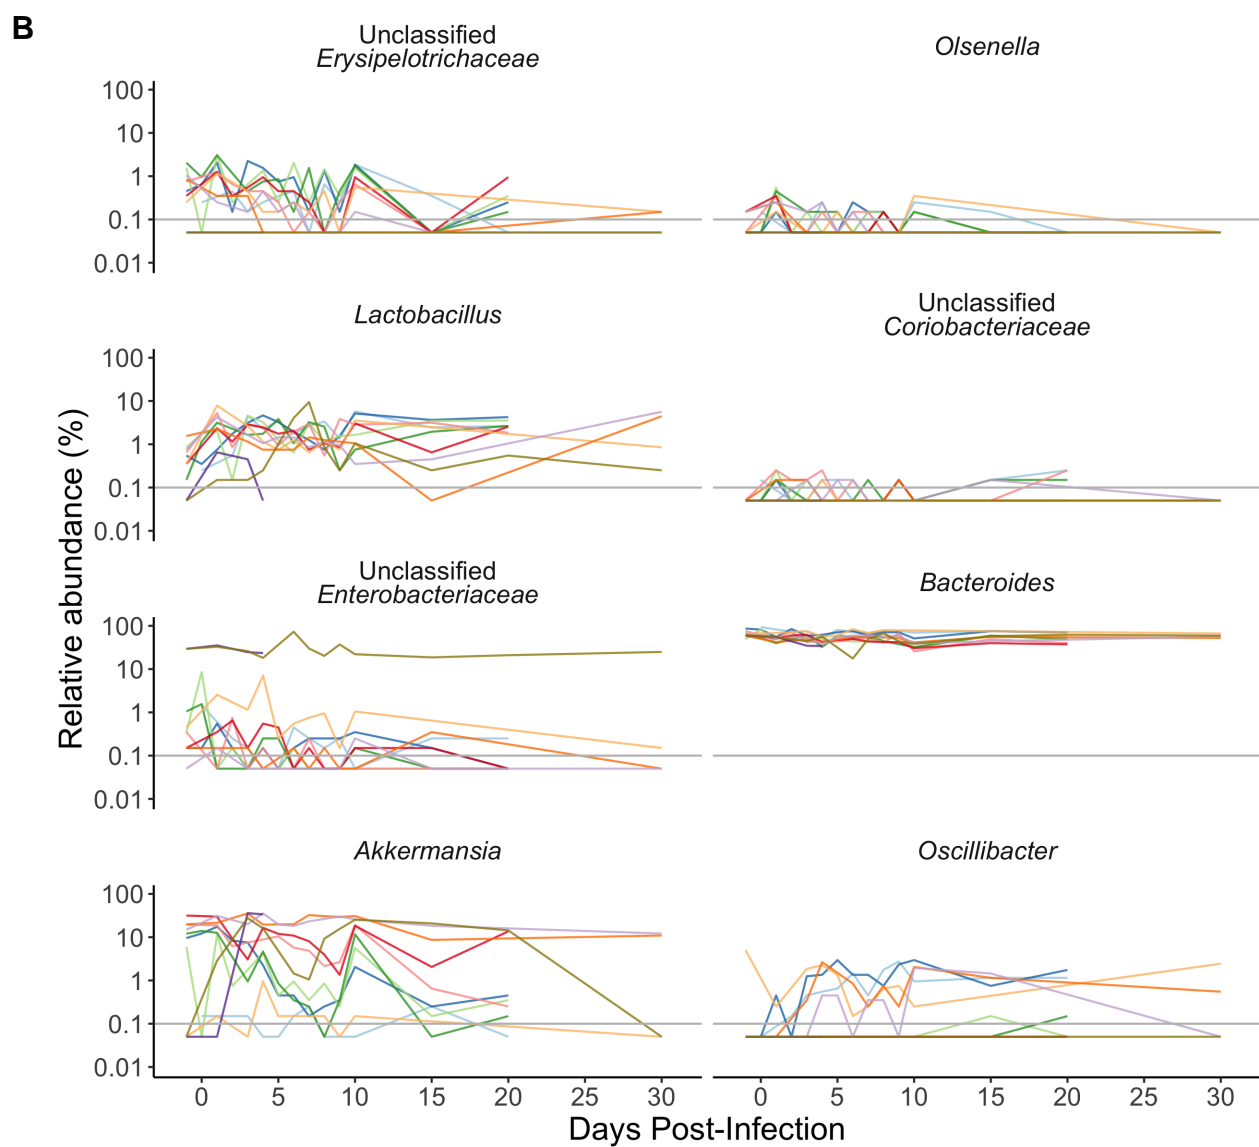 B
Unclassified
Erysipelotrichaceae
Olsenella
100
10
1
0.1
0.01
Lactobacillus
Unclassified
Coriobacteriaceae
100
10
1
0.1
0.01
Unclassified
Enterobacteriaceae
Bacteroides
100
10
1
0.1
0.01
Akkermansia
Oscillibacter
100
10
1
0.1
0.01
Relative abundance (%)
0 5 10 15 20 25 30 0 5 10 15 20 25 30
Days Post-Infection